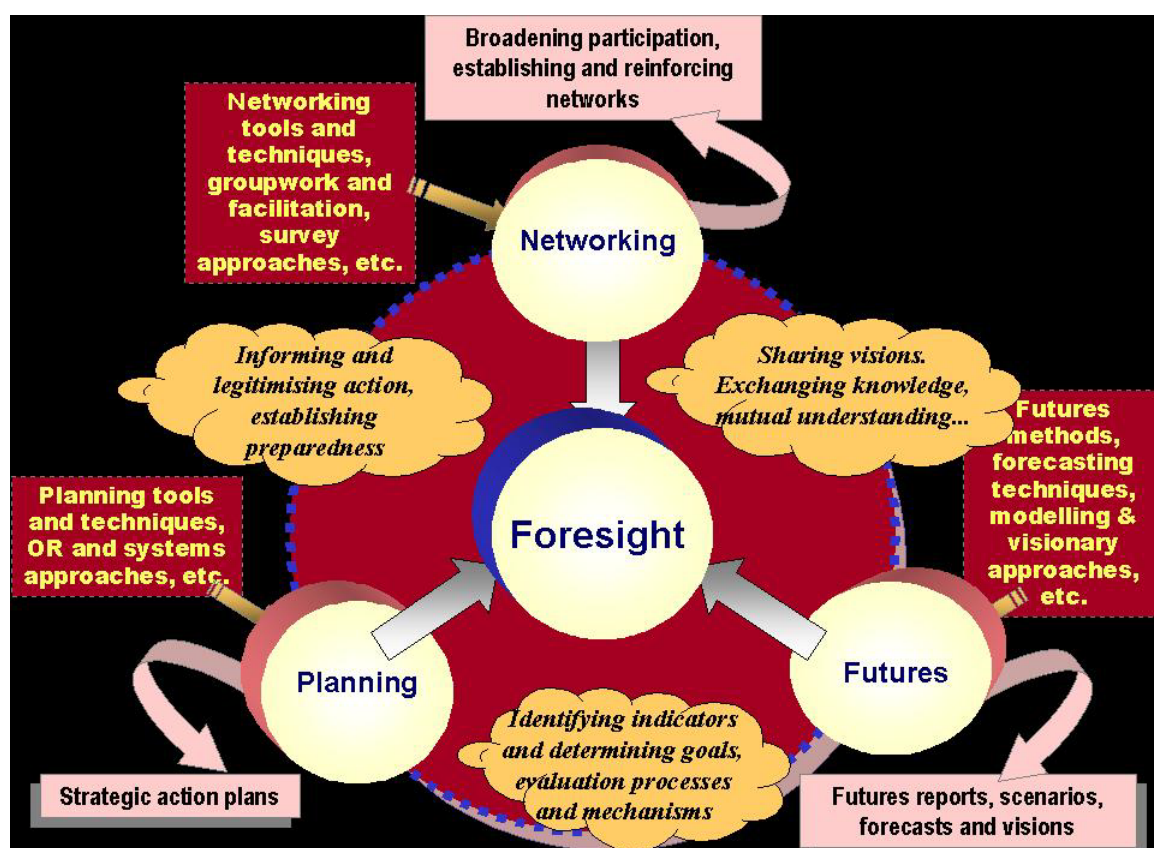 Broadening participation,
establishing and reinforcing
networks
Networking
tools and
techniques,
groupwork and
facilitation,
survey
approaches, etc.
Networking
Informing and
legitimising action,
establishing
preparedness
Sharing visions.
Exchanging knowledge,
mutual understanding...
Futures
methods,
forecasting
techniques,
modelling &
visionary
approaches,
etc.
Planning tools
and techniques,
OR and systems
approaches, etc.
Foresight
Planning
Futures
Identifying indicators
and determining goals,
evaluation processes
and mechanisms
Strategic action plans
Futures reports, scenarios,
forecasts and visions